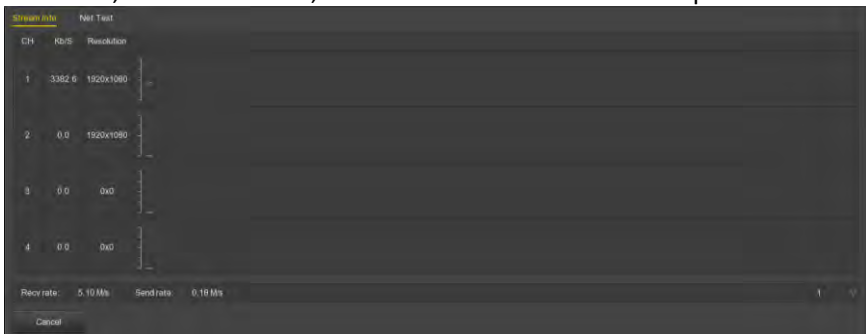 Stream Info Net Test
CH Kb/S Resolution
1 3382.6 1920x1080
2 0.0 1920x1080
3 0.0 0x0
4 0.0 0x0
Recv rate: 5.10 M/s Send rate: 0.18 M/s 1
Cancel